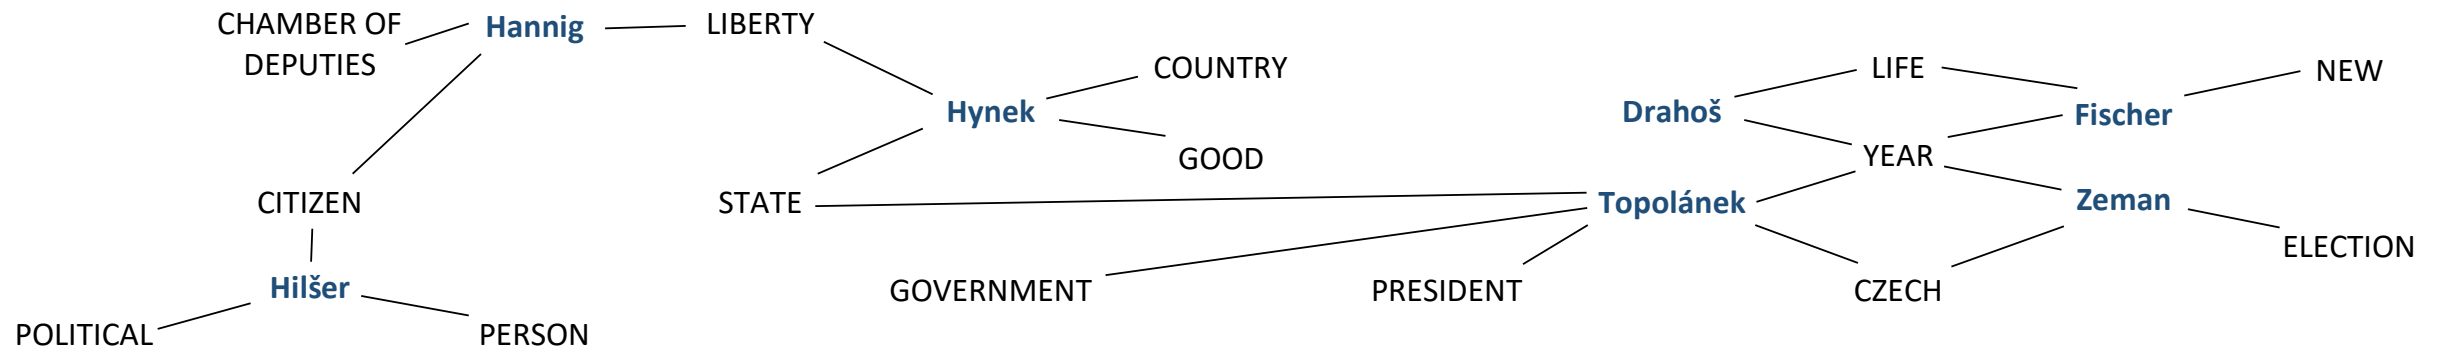 CHAMBER OF
DEPUTIES
Hannig
LIBERTY
COUNTRY
LIFE
NEW
Hynek
Drahoš
Fischer
GOOD
YEAR
CITIZEN
STATE
Topolánek
Zeman
ELECTION
Hilšer
GOVERNMENT
PRESIDENT
CZECH
POLITICAL
PERSON